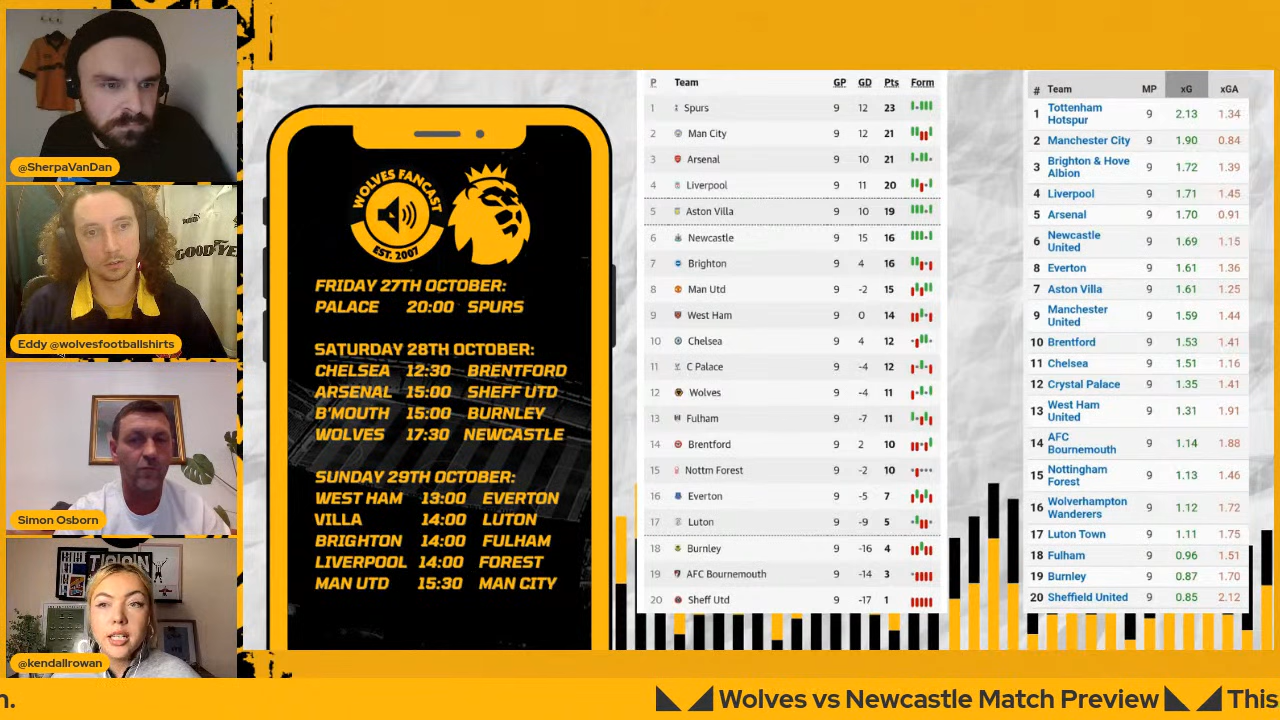 @SherpaVanDan
Eddy @wolvesfootballshirts
GOODYE
Simon Osborn
@kendallrowan
WOLVES FANCAST
EST. 2007
FRIDAY 27TH OCTOBER:
PALACE 20:00 SPURS
SATURDAY 28TH OCTOBER:
CHELSEA 12:30 BRENTFORD
ARSENAL 15:00 SHEFF UTD
B'MOUTH 15:00 BURNLEY
WOLVES 17:30 NEWCASTLE
SUNDAY 29TH OCTOBER:
WEST HAM 13:00 EVERTON
VILLA 14:00 LUTON
BRIGHTON 14:00 FULHAM
LIVERPOOL 14:00 FOREST
MAN UTD 15:30 MAN CITY
P Team GP GD Pts Form
1 Spurs 9 12 23
2 Man City 9 12 21
3 Arsenal 9 10 21
4 Liverpool 9 11 20
5 Aston Villa 9 10 19
6 Newcastle 9 15 16
7 Brighton 9 4 16
8 Man Utd 9 -2 15
9 West Ham 9 0 14
10 Chelsea 9 4 12
11 C Palace 9 -4 12
12 Wolves 9 -4 11
13 Fulham 9 -7 11
14 Brentford 9 2 10
15 Nottm Forest 9 -2 10
16 Everton 9 -5 7
17 Luton 9 -9 5
18 Burnley 9 -16 4
19 AFC Bournemouth 9 -14 3
20 Sheff Utd 9 -17 1
# Team MP xG xGA
1 Tottenham Hotspur 9 2.13 1.34
2 Manchester City 9 1.90 0.84
3 Brighton & Hove Albion 9 1.72 1.39
4 Liverpool 9 1.71 1.45
5 Arsenal 9 1.70 0.91
6 Newcastle United 9 1.69 1.15
8 Everton 9 1.61 1.36
7 Aston Villa 9 1.61 1.25
9 Manchester United 9 1.59 1.44
10 Brentford 9 1.53 1.41
11 Chelsea 9 1.51 1.16
12 Crystal Palace 9 1.35 1.41
13 West Ham United 9 1.31 1.91
14 AFC Bournemouth 9 1.14 1.88
15 Nottingham Forest 9 1.13 1.46
16 Wolverhampton Wanderers 9 1.12 1.72
17 Luton Town 9 1.11 1.75
18 Fulham 9 0.96 1.51
19 Burnley 9 0.87 1.70
20 Sheffield United 9 0.85 2.12
n. Wolves vs Newcastle Match Preview This